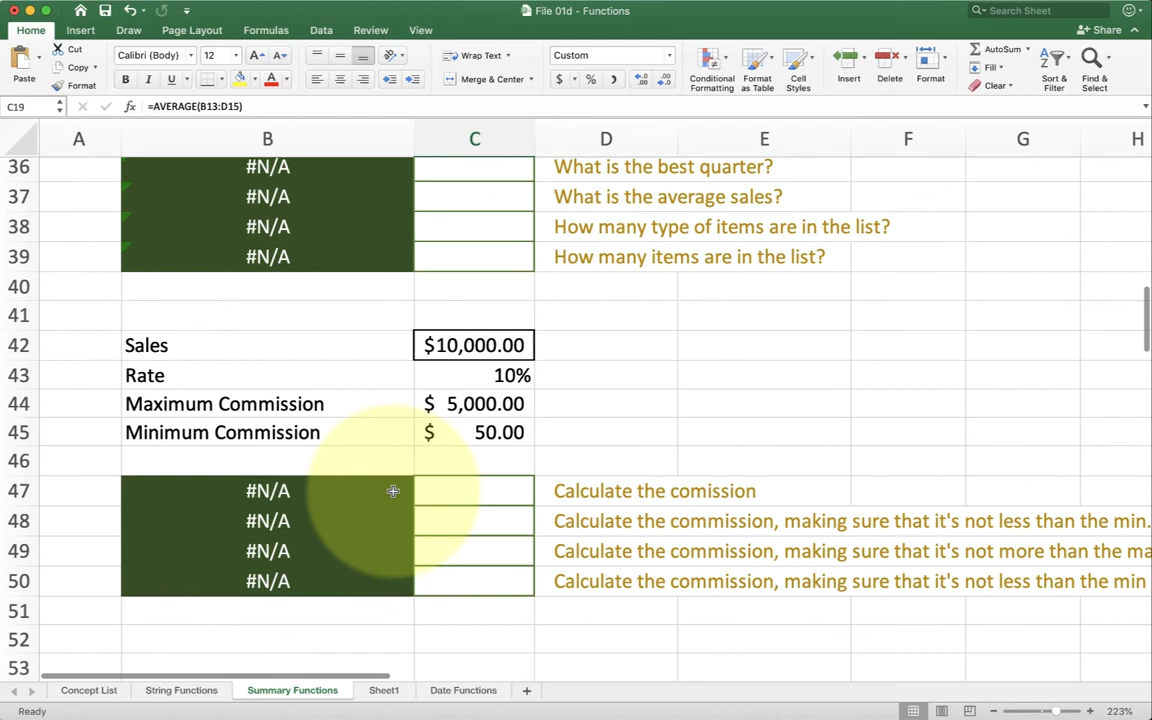 File 01d - Functions
Search Sheet
Home Insert Draw Page Layout Formulas Data Review View
Share
Paste
Cut
Copy
Format
Calibri (Body) 12
B I U
Wrap Text
Merge & Center
Custom
Conditional Formatting
Format as Table
Cell Styles
Insert
Delete
Format
AutoSum
Fill
Clear
Sort & Filter
Find & Select
C19 fx =AVERAGE(B13:D15)
A B C D E F G H
36 #N/A What is the best quarter?
37 #N/A What is the average sales?
38 #N/A How many type of items are in the list?
39 #N/A How many items are in the list?
40
41
42 Sales $10,000.00
43 Rate 10%
44 Maximum Commission $ 5,000.00
45 Minimum Commission $ 50.00
46
47 #N/A Calculate the comission
48 #N/A Calculate the commission, making sure that it's not less than the min.
49 #N/A Calculate the commission, making sure that it's not more than the ma
50 #N/A Calculate the commission, making sure that it's not less than the min
51
52
53
Concept List String Functions Summary Functions Sheet1 Date Functions +
Ready
223%